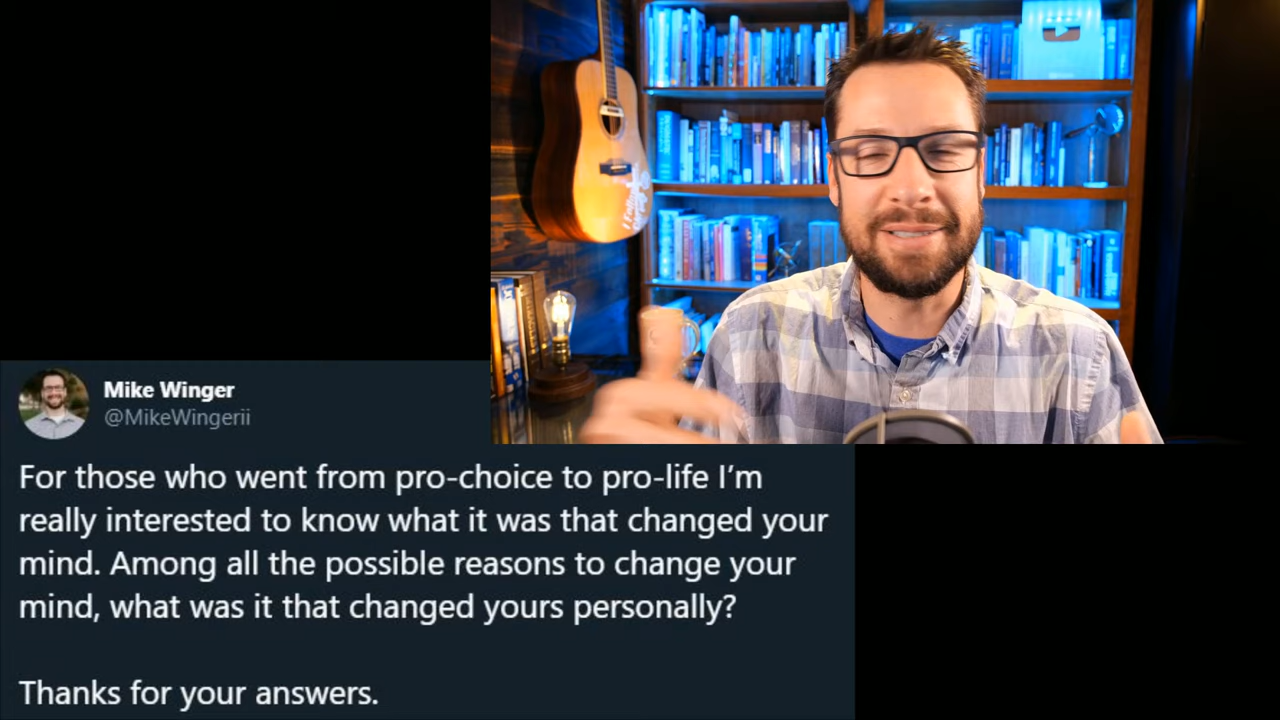 Mike Winger
@MikeWingerii
For those who went from pro-choice to pro-life I’m
really interested to know what it was that changed your
mind. Among all the possible reasons to change your
mind, what was it that changed yours personally?
Thanks for your answers.